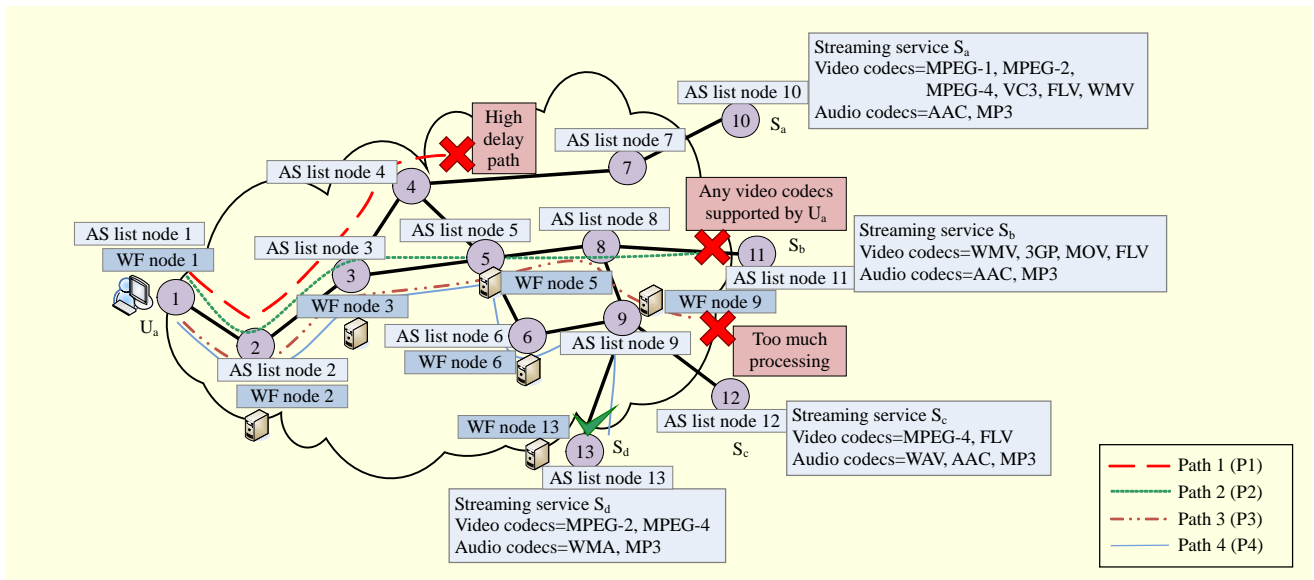 Streaming service Sa
Video codecs=MPEG-1, MPEG-2,
MPEG-4, VC3, FLV, WMV
Audio codecs=AAC, MP3
AS list node 10
10
Sa
High
delay
path
AS list node 7
7
AS list node 4
4
Any video codecs
supported by Ua
AS list node 1
WF node 1
1
Ua
AS list node 3
3
WF node 3
AS list node 5
5
WF node 5
AS list node 8
8
11
Sb
AS list node 11
Streaming service Sb
Video codecs=WMV, 3GP, MOV, FLV
Audio codecs=AAC, MP3
WF node 9
9
AS list node 9
Too much
processing
2
AS list node 2
WF node 2
AS list node 6
6
WF node 6
12
AS list node 12
Sc
Streaming service Sc
Video codecs=MPEG-4, FLV
Audio codecs=WAV, AAC, MP3
WF node 13
13
Sd
AS list node 13
Streaming service Sd
Video codecs=MPEG-2, MPEG-4
Audio codecs=WMA, MP3
Path 1 (P1)
Path 2 (P2)
Path 3 (P3)
Path 4 (P4)